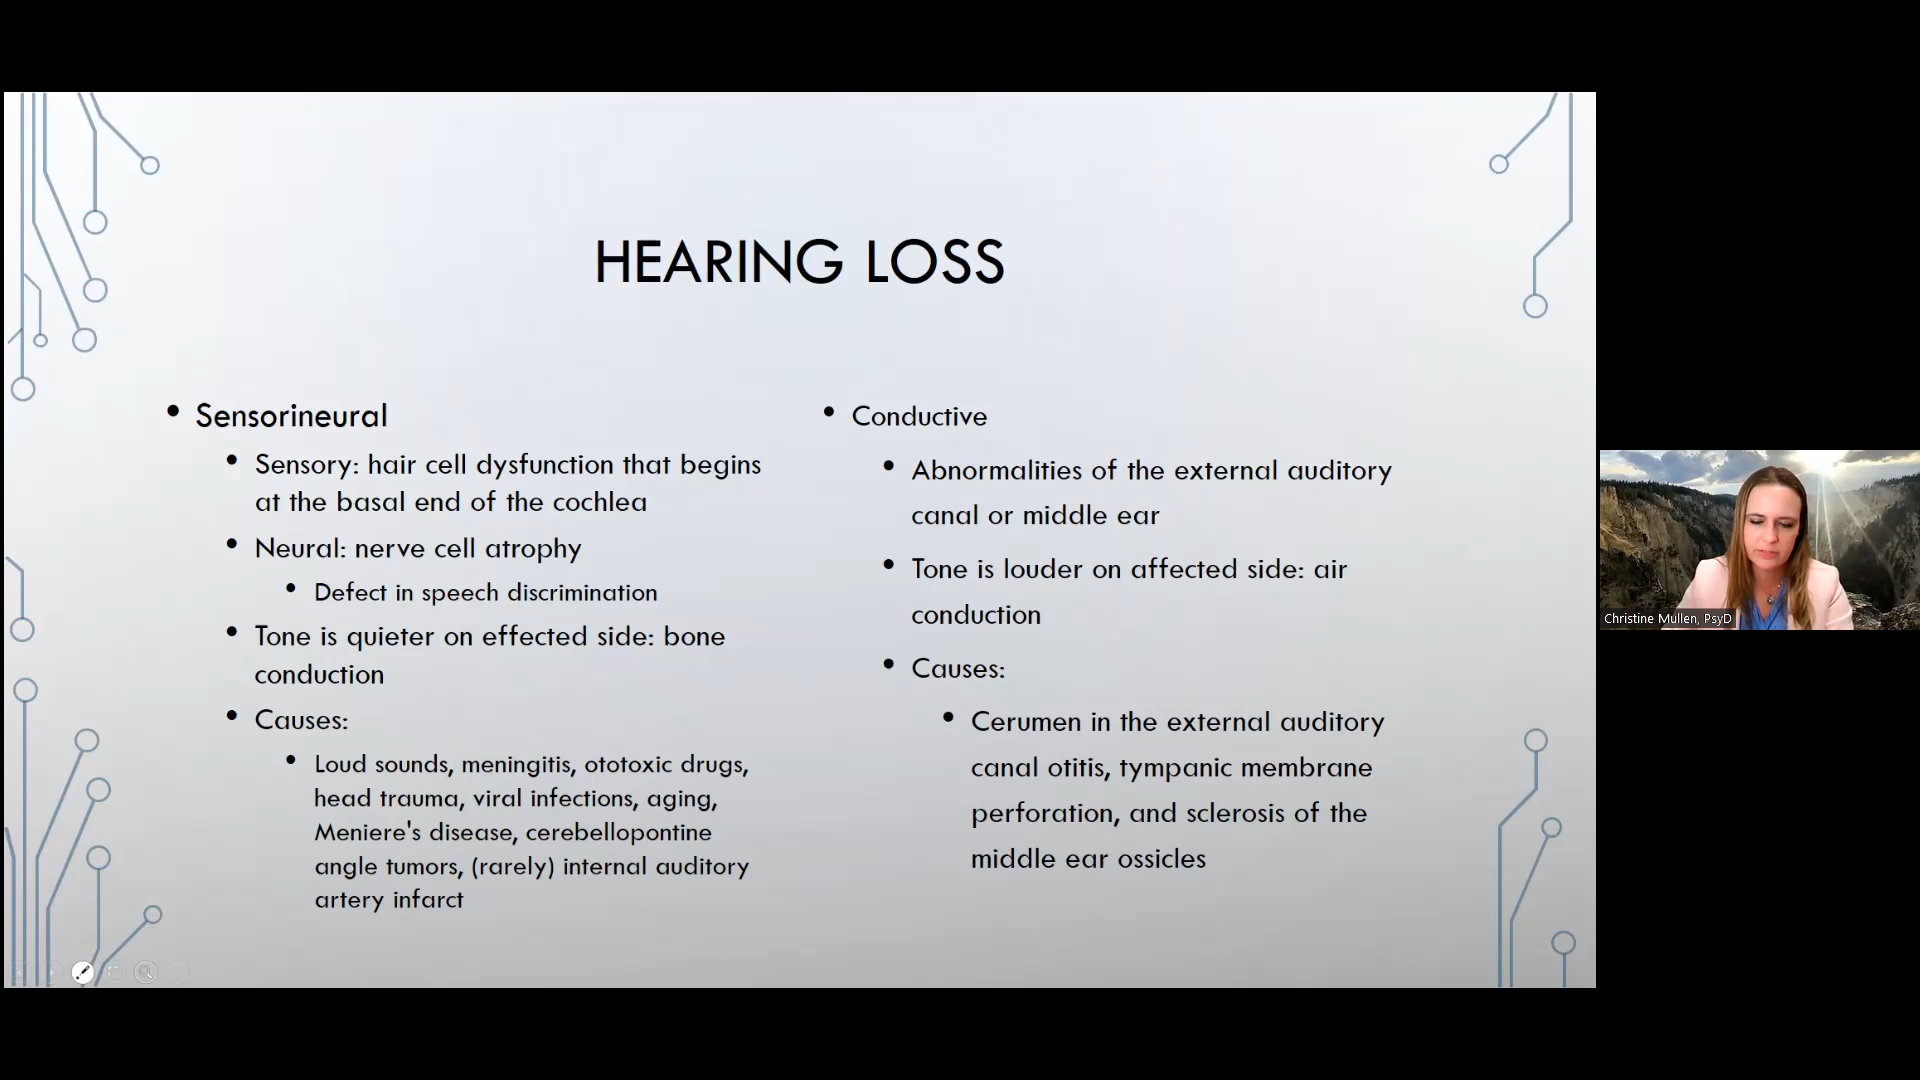 HEARING LOSS
• Sensorineural
• Sensory: hair cell dysfunction that begins
at the basal end of the cochlea
• Neural: nerve cell atrophy
• Defect in speech discrimination
• Tone is quieter on effected side: bone
conduction
• Causes:
• Loud sounds, meningitis, ototoxic drugs,
head trauma, viral infections, aging,
Meniere's disease, cerebellopontine
angle tumors, (rarely) internal auditory
artery infarct
• Conductive
• Abnormalities of the external auditory
canal or middle ear
• Tone is louder on affected side: air
conduction
• Causes:
• Cerumen in the external auditory
canal otitis, tympanic membrane
perforation, and sclerosis of the
middle ear ossicles
Christine Mullen, PsyD